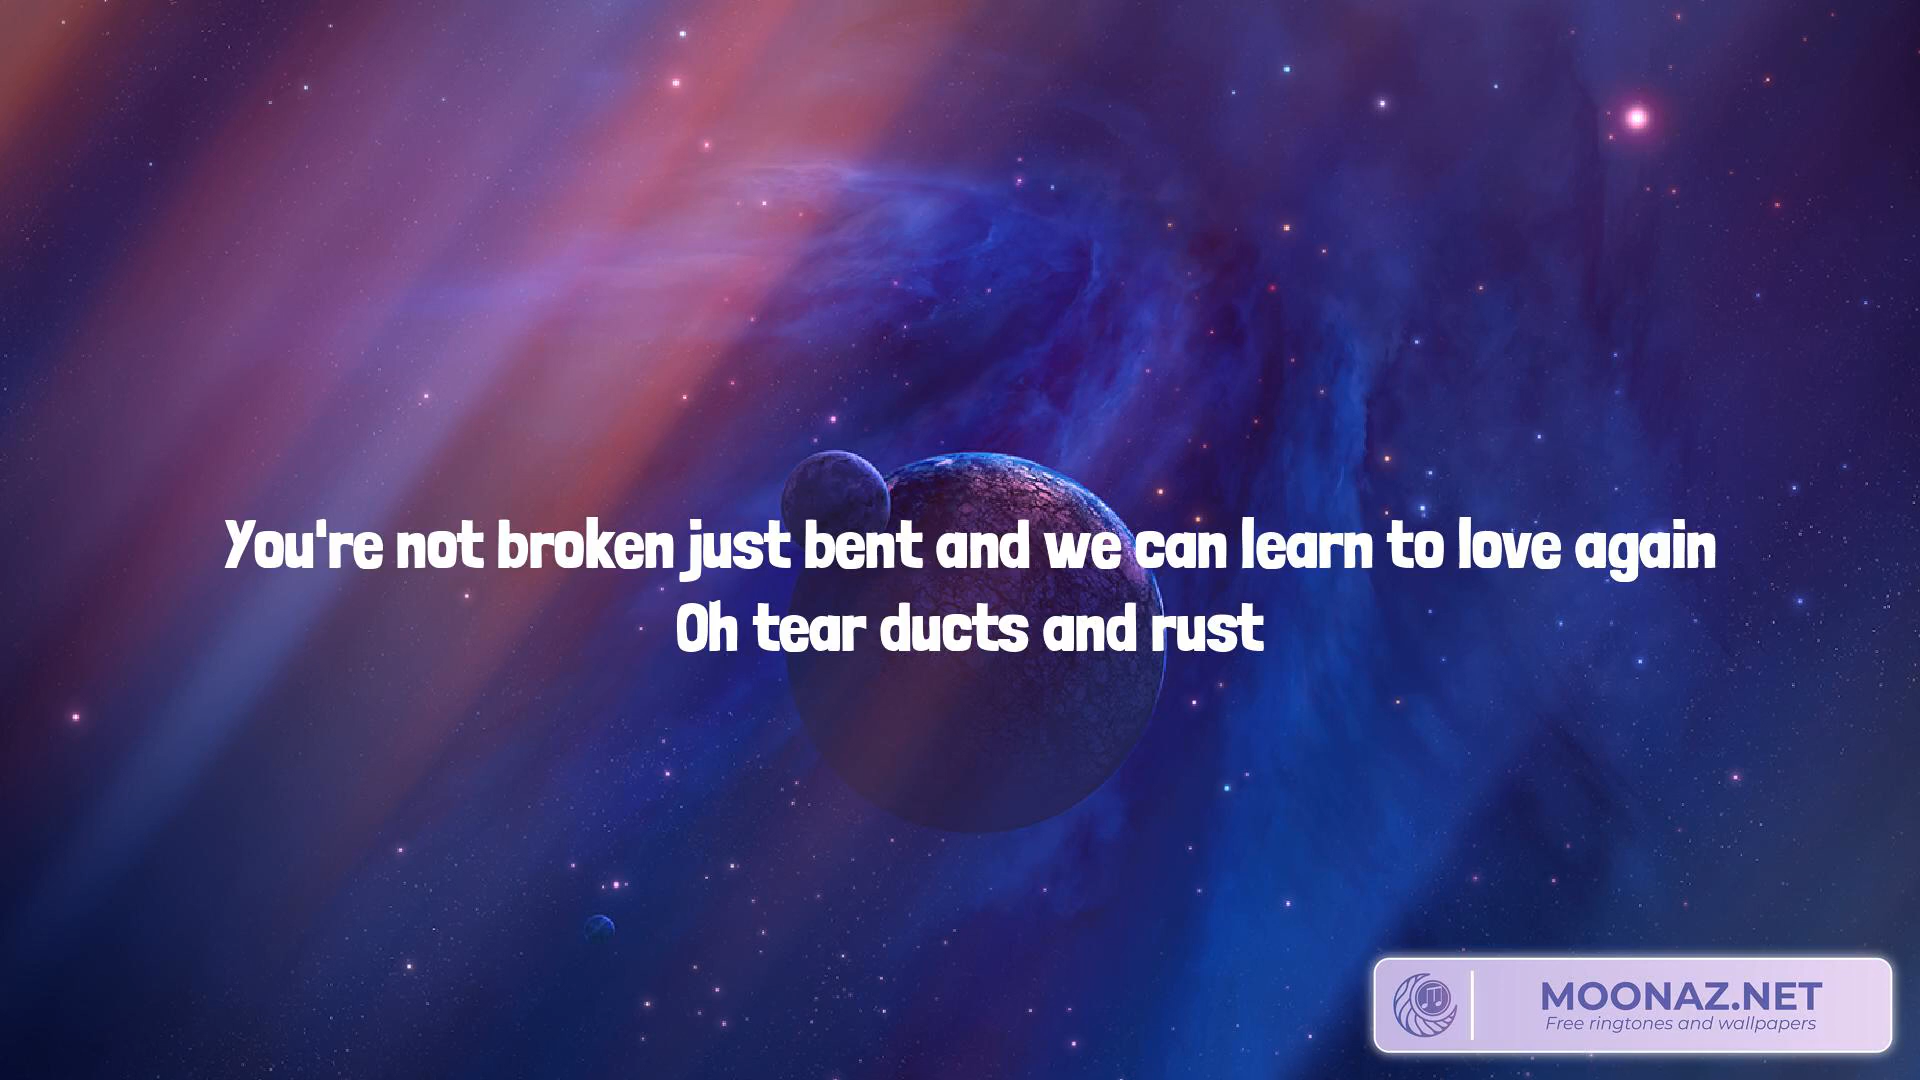 You're not broken just bent and we can learn to love again
Oh tear ducts and rust
MOONAZ.NET
Free ringtones and wallpapers